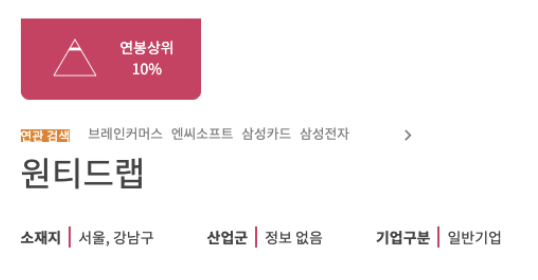 연봉상위
10%
연관 검색 브레인커머스 엔씨소프트 삼성카드 삼성전자 >
원티드랩
소재지 | 서울, 강남구 산업군 | 정보 없음 기업구분 | 일반기업